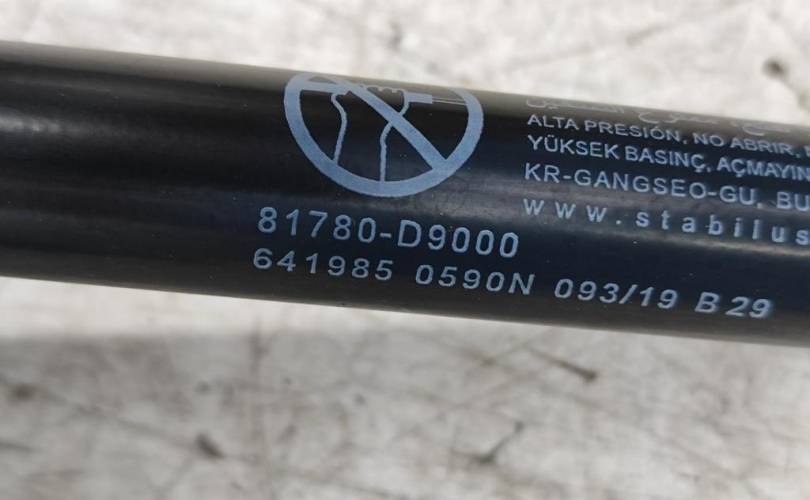 ALTA PRESIÓN, NO ABRIR,
YÜKSEK BASINÇ, AÇMAYIN
KR-GANGSEO-GU, BU
www.stabilus
81780-D9000
641985 0590N 093/19 B29